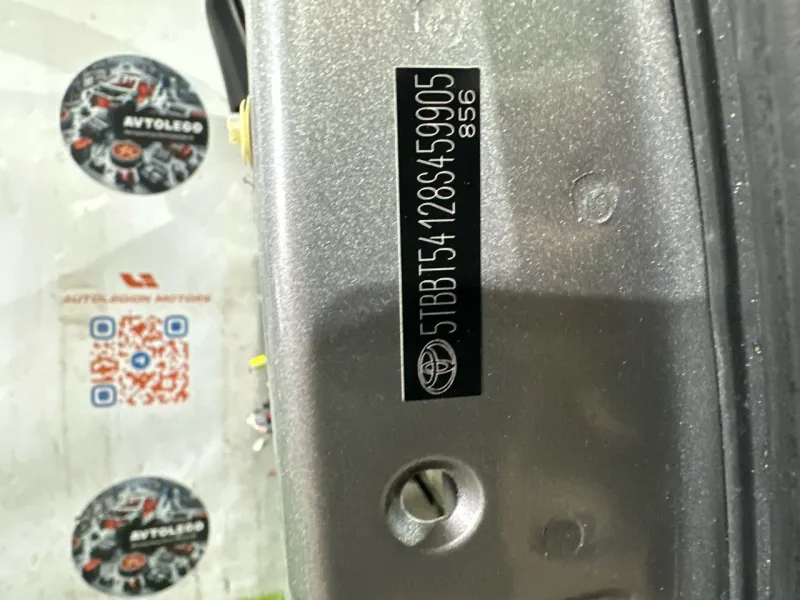 AVTOLEGO
AUTOLEGION MOTORS
AVTOLEGO
5TBBT54128S459905
856